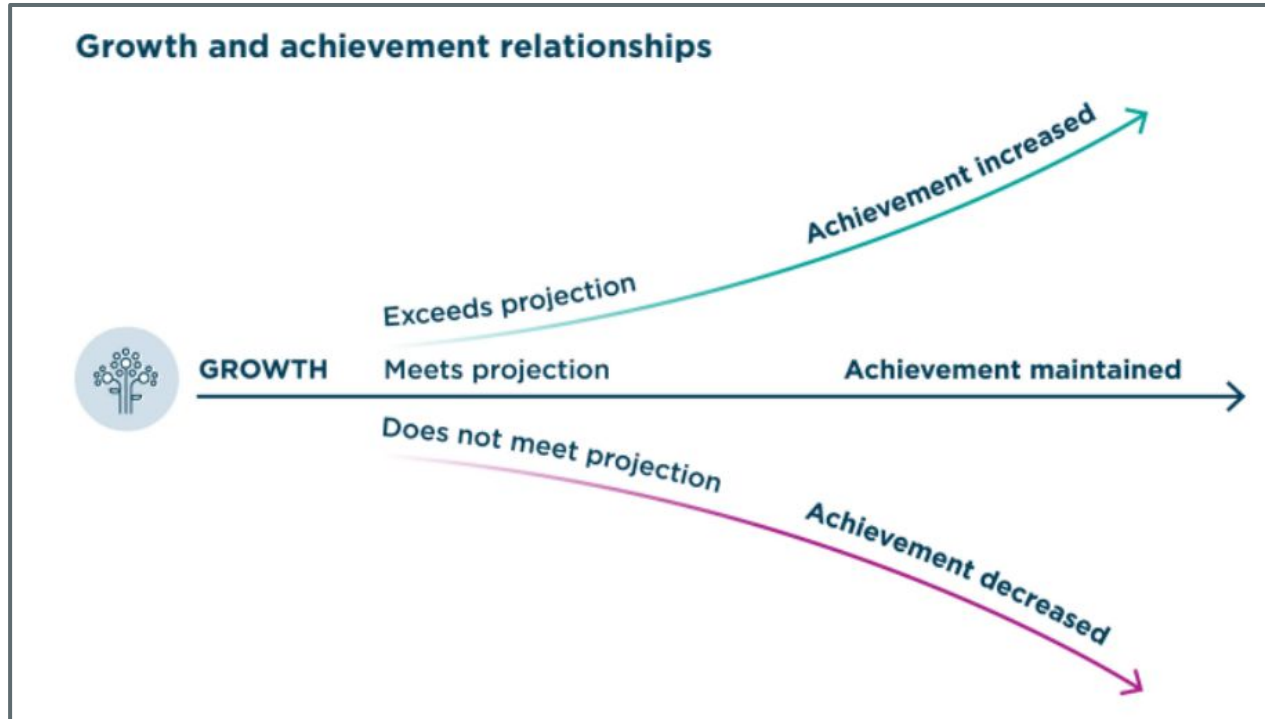 Growth and achievement relationships
Achievement increased
Exceeds projection
GROWTH Meets projection Achievement maintained
Does not meet projection
Achievement decreased